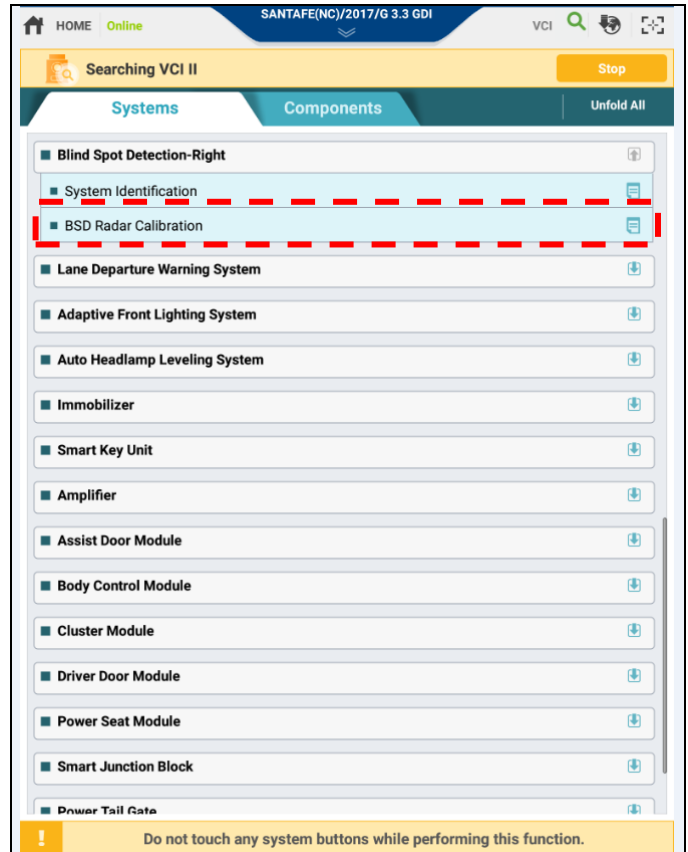 HOME Online SANTAFE(NC)/2017/G 3.3 GDI VCI
Searching VCI II Stop
Systems Components Unfold All
Blind Spot Detection-Right
System Identification
BSD Radar Calibration
Lane Departure Warning System
Adaptive Front Lighting System
Auto Headlamp Leveling System
Immobilizer
Smart Key Unit
Amplifier
Assist Door Module
Body Control Module
Cluster Module
Driver Door Module
Power Seat Module
Smart Junction Block
Power Tail Gate
! Do not touch any system buttons while performing this function.